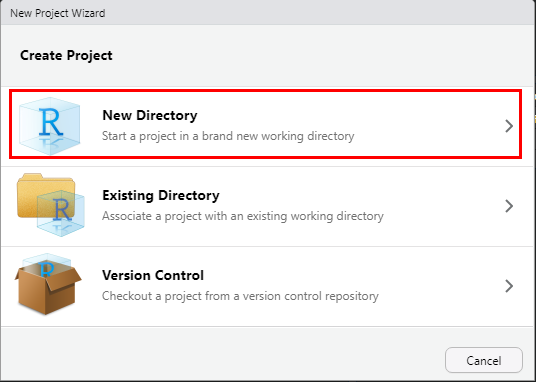 New Project Wizard
Create Project
New Directory
Start a project in a brand new working directory
Existing Directory
Associate a project with an existing working directory
Version Control
Checkout a project from a version control repository
Cancel